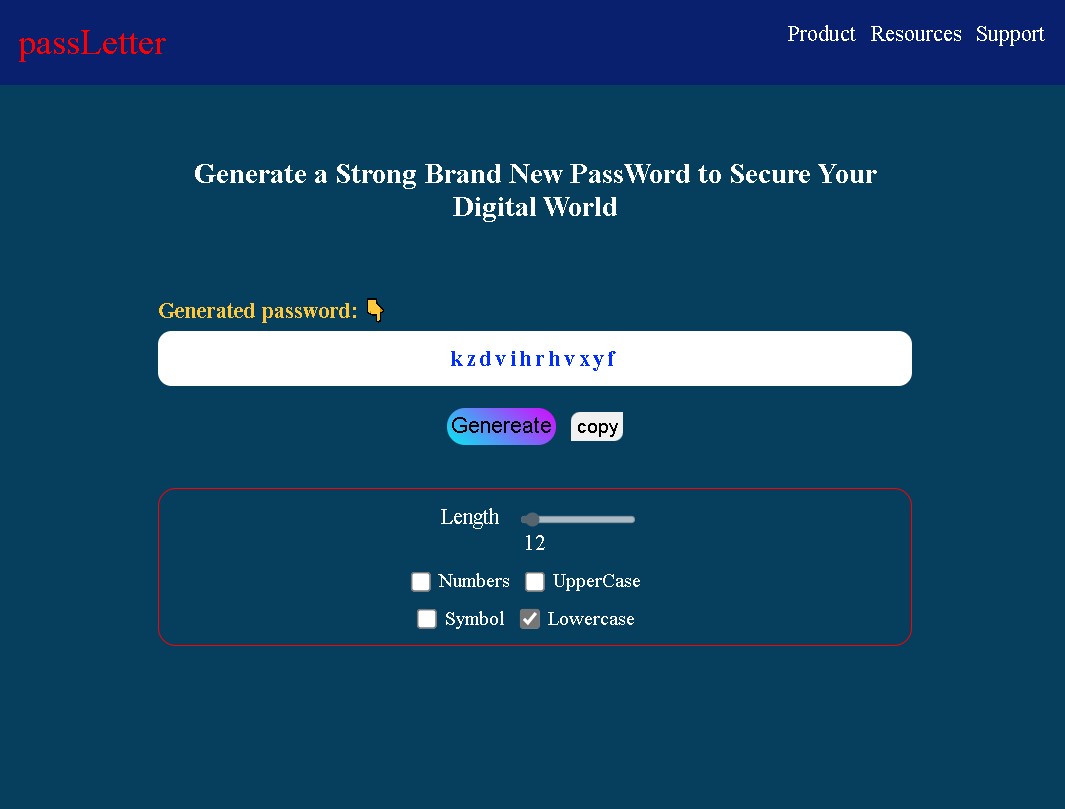 passLetter
Product Resources Support
Generate a Strong Brand New PassWord to Secure Your
Digital World
Generated password: 👇
kzdvihrhvxyf
Genereate copy
Length
12
Numbers UpperCase
Symbol Lowercase